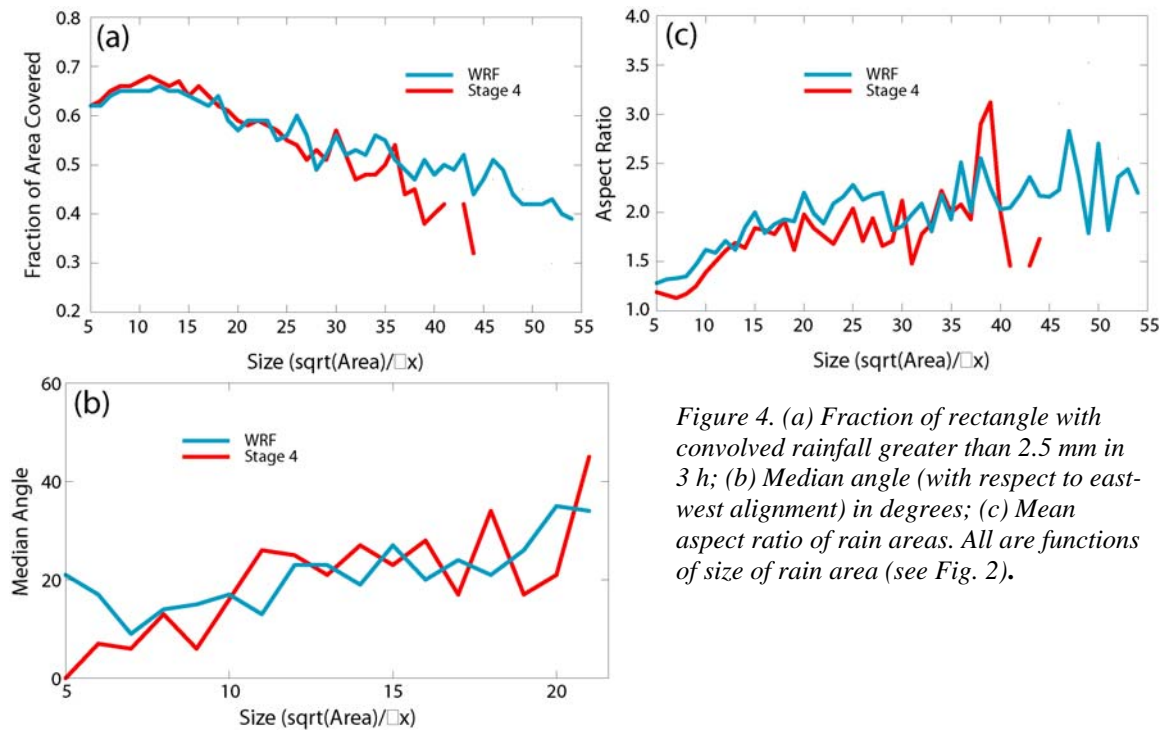 (a)
0.8
0.7
0.6
0.5
0.4
0.3
0.2
Fraction of Area Covered
WRF
Stage 4
5 10 15 20 25 30 35 40 45 50 55
Size (sqrt(Area)/□x)
(c)
4.0
3.5
3.0
2.5
2.0
1.5
1.0
Aspect Ratio
WRF
Stage 4
5 10 15 20 25 30 35 40 45 50 55
Size (sqrt(Area)/□x)
(b)
60
40
20
0
Median Angle
WRF
Stage 4
5 10 15 20
Size (sqrt(Area)/□x)
Figure 4. (a) Fraction of rectangle with
convolved rainfall greater than 2.5 mm in
3 h; (b) Median angle (with respect to east-
west alignment) in degrees; (c) Mean
aspect ratio of rain areas. All are functions
of size of rain area (see Fig. 2).